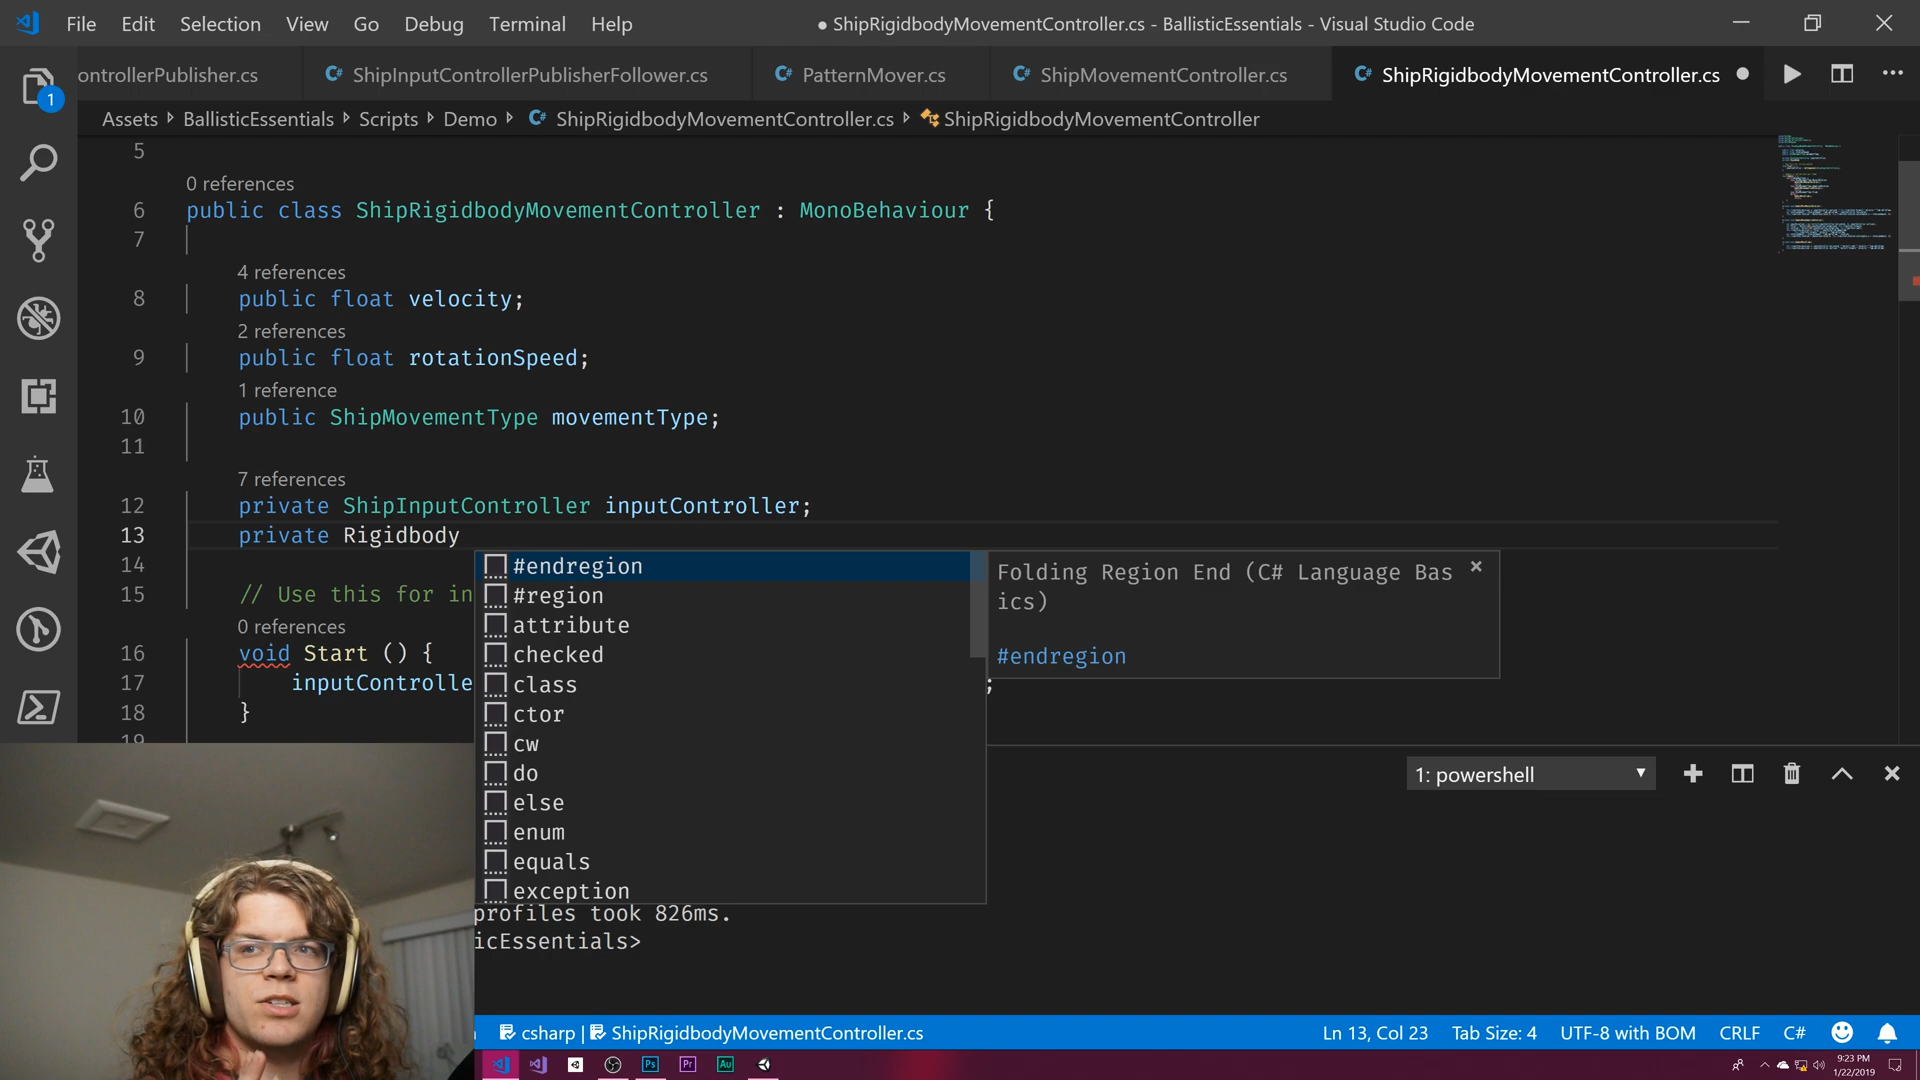 File Edit Selection View Go Debug Terminal Help
● ShipRigidbodyMovementController.cs - BallisticEssentials - Visual Studio Code
1
ontrollerPublisher.cs
C# ShipInputControllerPublisherFollower.cs
C# PatternMover.cs
C# ShipMovementController.cs
C# ShipRigidbodyMovementController.cs
Assets BallisticEssentials Scripts Demo C# ShipRigidbodyMovementController.cs ShipRigidbodyMovementController
5
0 references
6 public class ShipRigidbodyMovementController : MonoBehaviour {
7
4 references
8 public float velocity;
2 references
9 public float rotationSpeed;
1 reference
10 public ShipMovementType movementType;
11
7 references
12 private ShipInputController inputController;
13 private Rigidbody
14
15 // Use this for in
0 references
16 void Start () {
17 inputControlle ;
18 }
19
#endregion
#region
attribute
checked
class
ctor
cw
do
else
enum
equals
exception
Folding Region End (C# Language Bas
ics)
#endregion
1: powershell
profiles took 826ms.
icEssentials>
csharp | ShipRigidbodyMovementController.cs
Ln 13, Col 23 Tab Size: 4 UTF-8 with BOM CRLF C#
Ps Pr Au
9:23 PM
1/22/2019